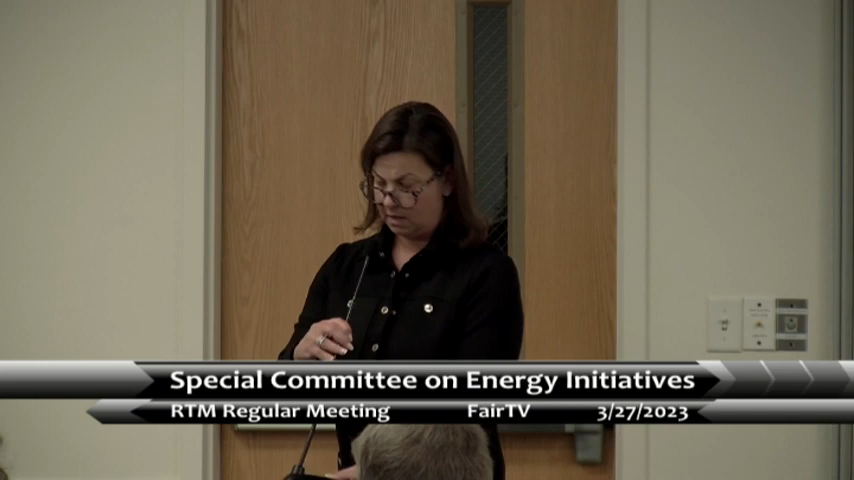 Special Committee on Energy Initiatives
RTM Regular Meeting FairTV 3/27/2023